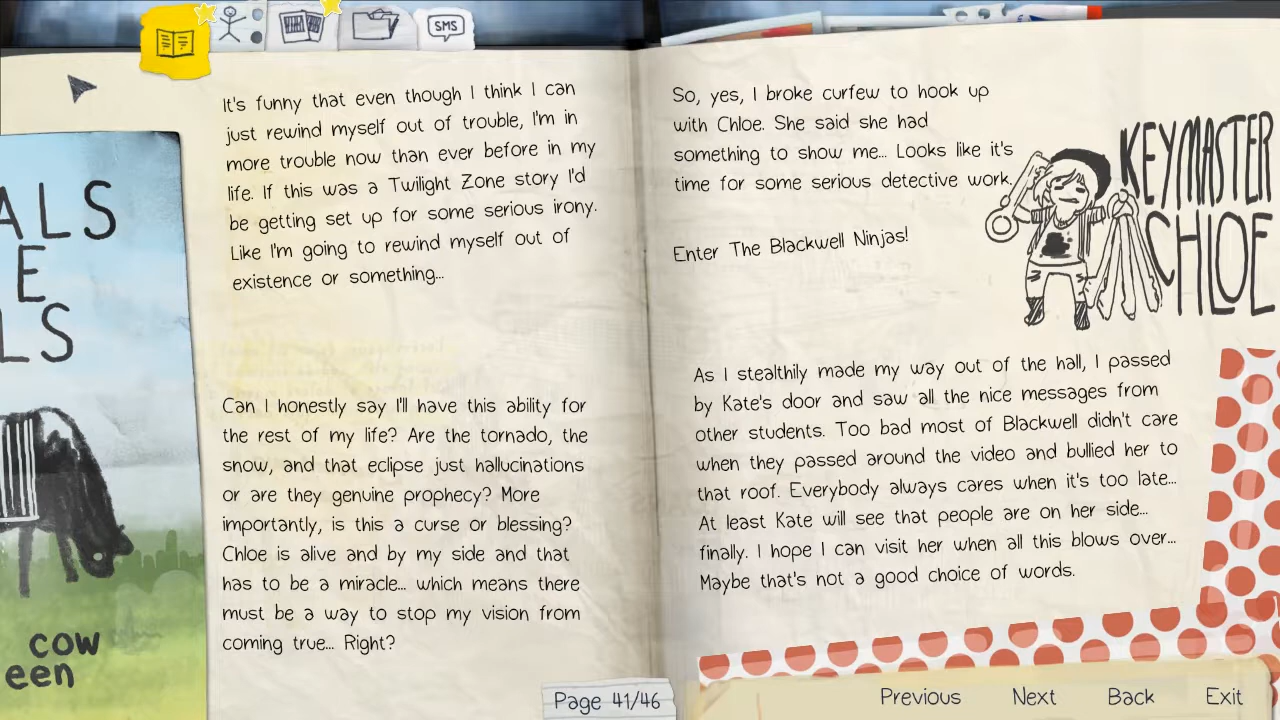 SMS
ALS
E
LS
cow
een
It's funny that even though I think I can
just rewind myself out of trouble, I'm in
more trouble now than ever before in my
life. If this was a Twilight Zone story I'd
be getting set up for some serious irony.
Like I'm going to rewind myself out of
existence or something...
Can I honestly say I'll have this ability for
the rest of my life? Are the tornado, the
snow, and that eclipse just hallucinations
or are they genuine prophecy? More
importantly, is this a curse or blessing?
Chloe is alive and by my side and that
has to be a miracle... which means there
must be a way to stop my vision from
coming true... Right?
So, yes, I broke curfew to hook up
with Chloe. She said she had
something to show me... Looks like it's
time for some serious detective work.
Enter The Blackwell Ninjas!
KEYMASTER
CHLOE
As I stealthily made my way out of the hall, I passed
by Kate's door and saw all the nice messages from
other students. Too bad most of Blackwell didn't care
when they passed around the video and bullied her to
that roof. Everybody always cares when it's too late...
At least Kate will see that people are on her side...
finally. I hope I can visit her when all this blows over...
Maybe that's not a good choice of words.
Page 41/46
Previous Next Back Exit